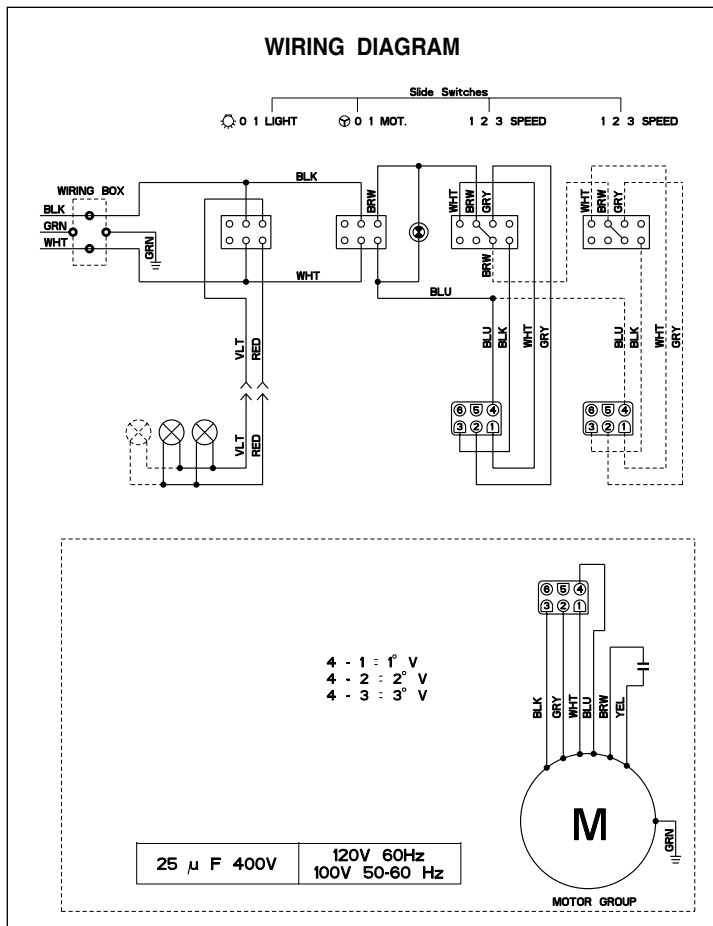 WIRING DIAGRAM
Slide Switches
0 1 LIGHT 0 1 MOT. 1 2 3 SPEED 1 2 3 SPEED
WIRING BOX
BLK
GRN
WHT
GRN
BLK
WHT
BRW
WHT
BRW
GRY
BRW
WHT
BRW
GRY
BLU
VLT
RED
BLU
BLK
WHT
GRY
BLU
BLK
WHT
GRY
VLT
RED
6 5 4
3 2 1
6 5 4
3 2 1
6 5 4
3 2 1
4 - 1 = 1° V
4 - 2 = 2° V
4 - 3 = 3° V
BLK
GRY
WHT
BLU
BRW
YEL
M
GRN
MOTOR GROUP
25 μ F 400V
120V 60Hz
100V 50-60 Hz